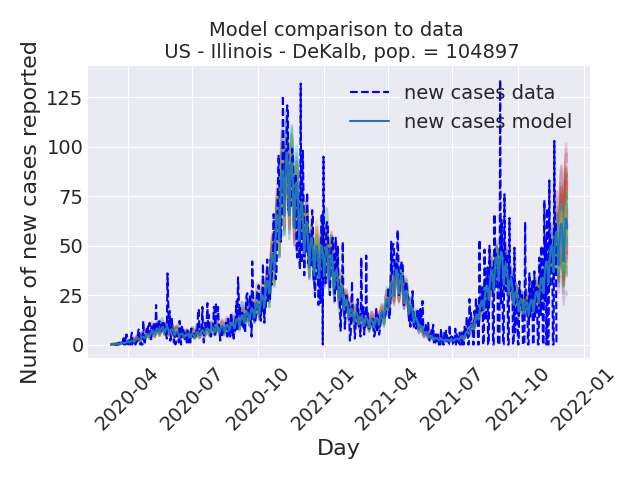 Model comparison to data
US - Illinois - DeKalb, pop. = 104897
Number of new cases reported
125
100
75
50
25
0
new cases data
new cases model
2020-04
2020-07
2020-10
2021-01
2021-04
2021-07
2021-10
2022-01
Day